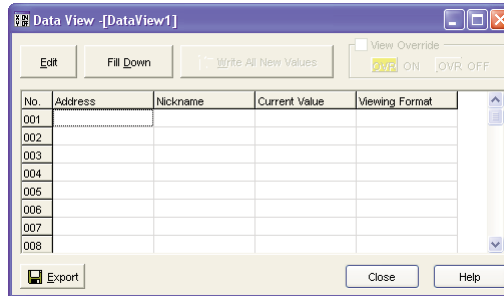 Data View -[DataView1]
Edit Fill Down Write All New Values View Override
OVR ON OVR OFF
No. Address Nickname Current Value Viewing Format
001
002
003
004
005
006
007
008
Export Close Help